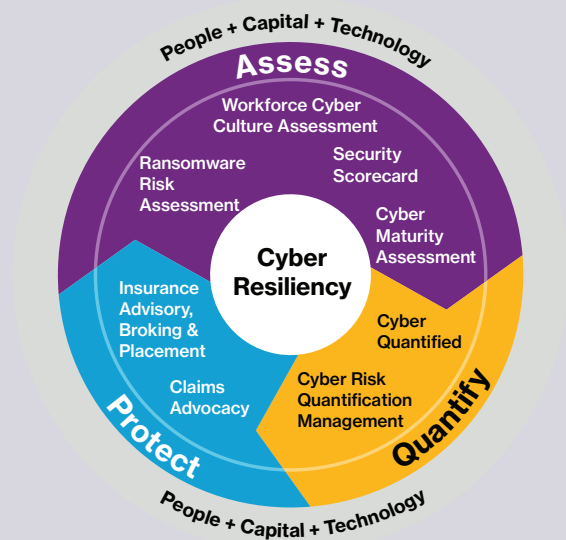 People + Capital + Technology
Assess
Workforce Cyber
Culture Assessment
Ransomware
Risk
Assessment
Security
Scorecard
Cyber
Maturity
Assessment
Cyber
Resiliency
Insurance
Advisory,
Broking &
Placement
Claims
Advocacy
Protect
Cyber
Quantified
Cyber Risk
Quantification
Management
Quantify
People + Capital + Technology